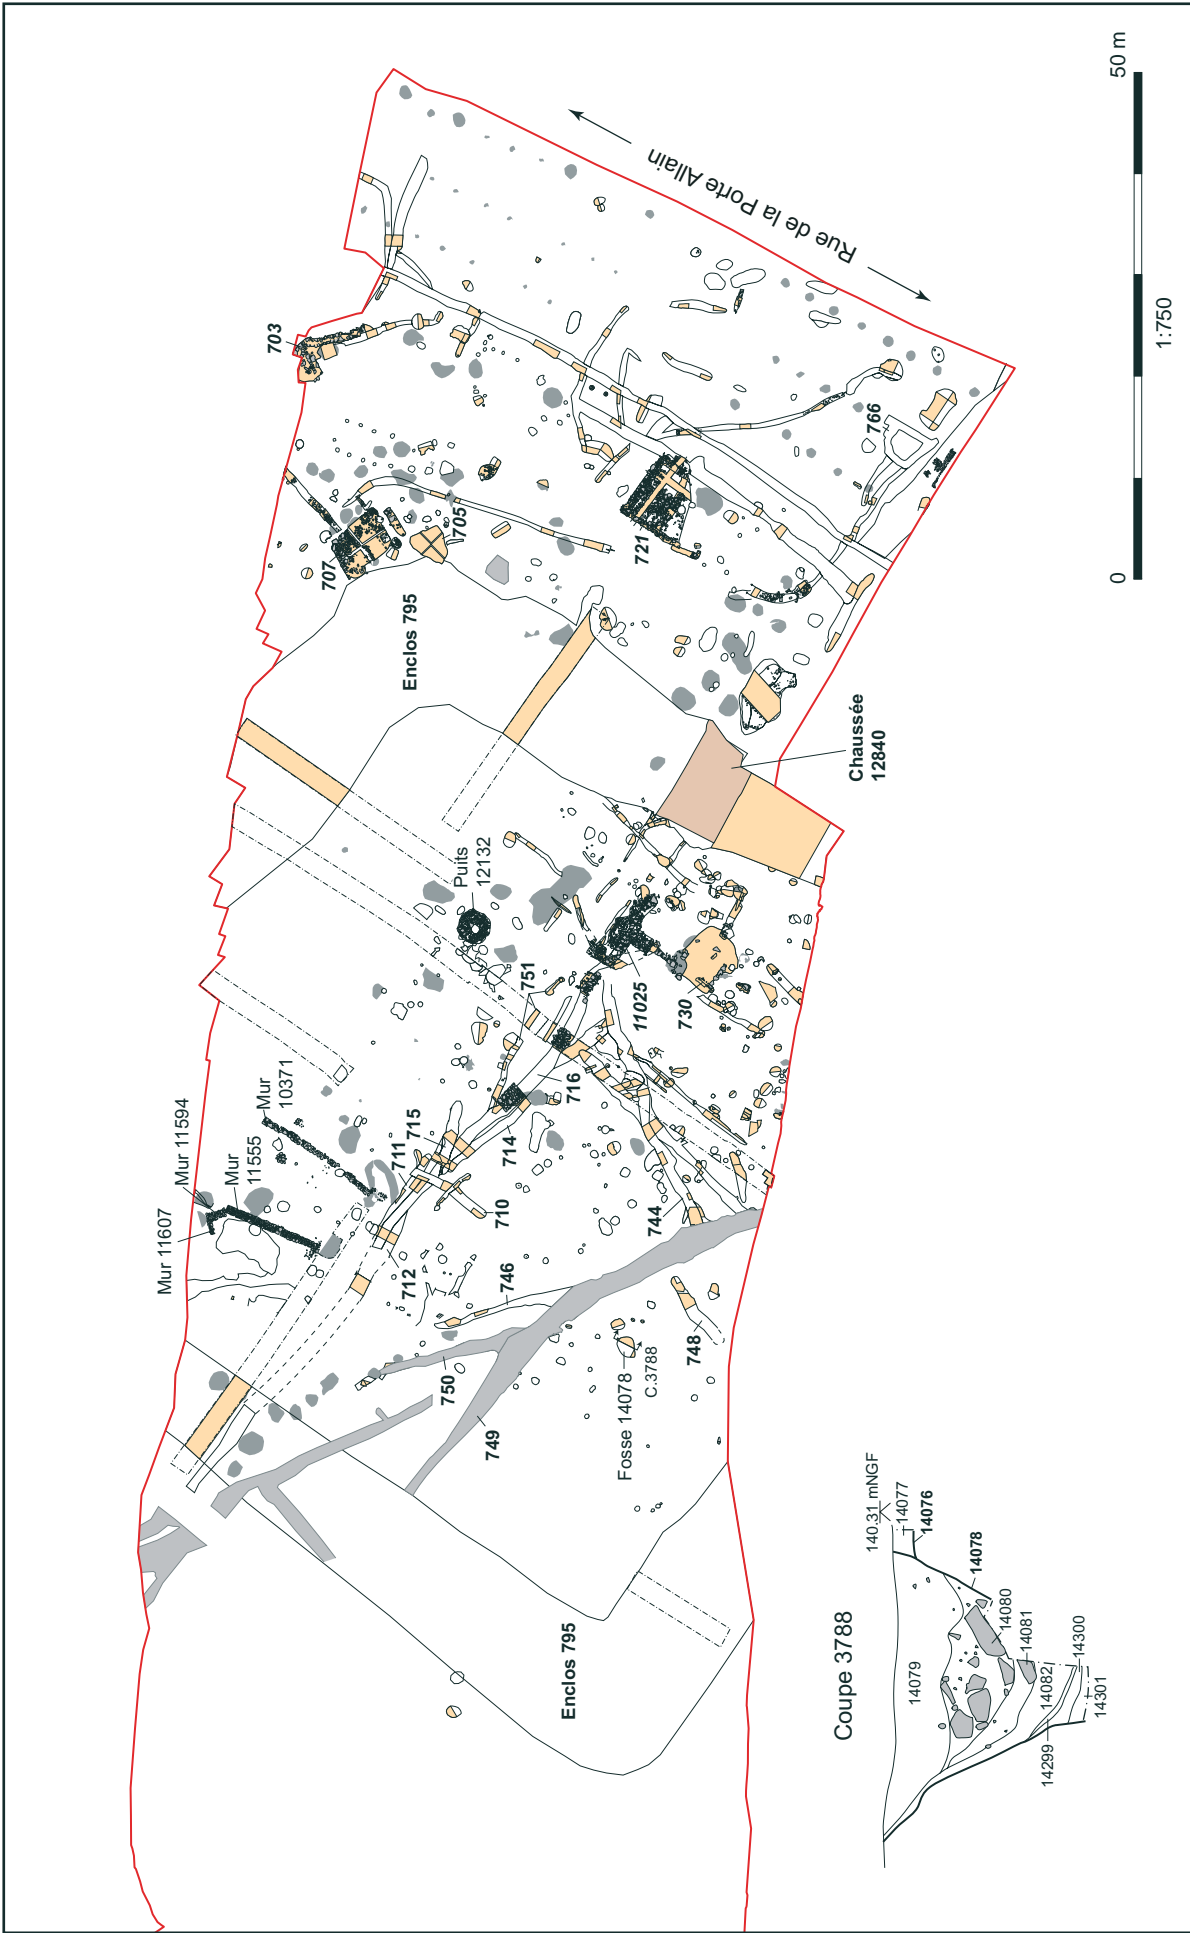 703
707
705
Enclos 795
721
766
Rue de la Porte Allain
Chaussée
12840
Puits
12132
751
11025
730
716
714
715
711
710
712
Mur
10371
Mur 11594
Mur
11555
Mur 11607
744
746
748
750
749
Fosse 14078
C.3788
Enclos 795
Coupe 3788
140.31 mNGF
14077
14076
14078
14079
14080
14081
14082
14300
14299
14301
0
50 m
1:750